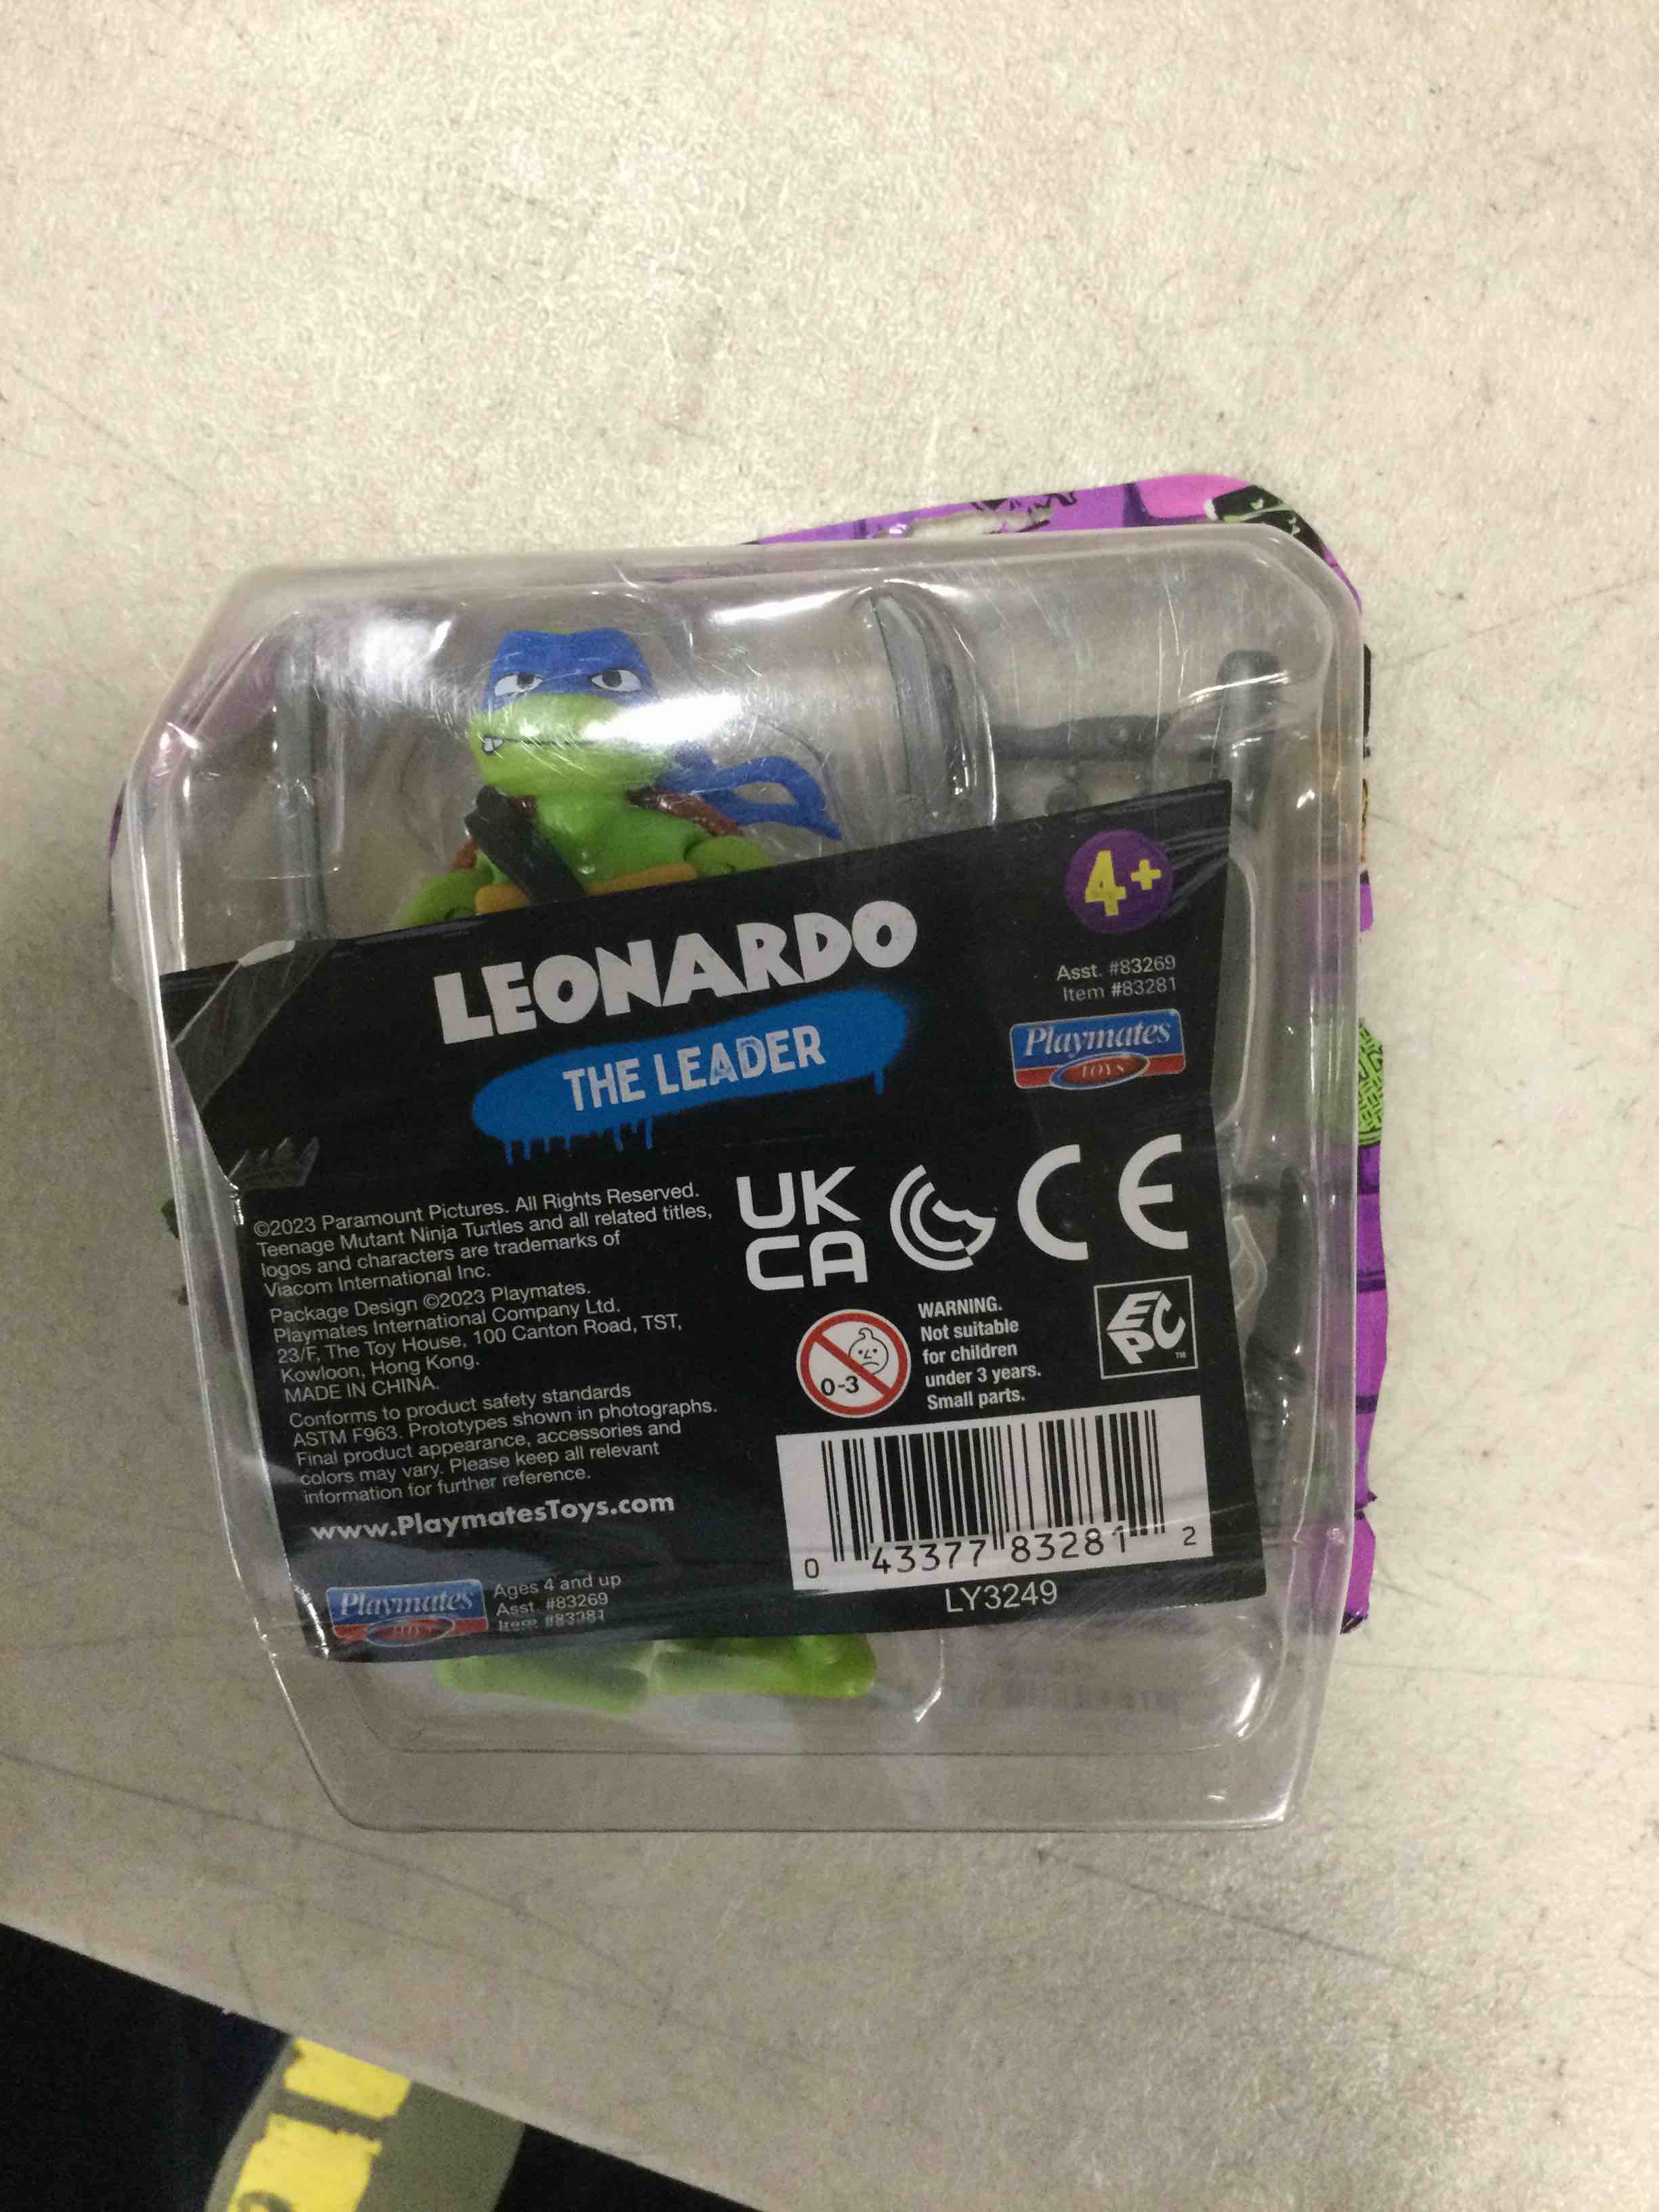 4+
LEONARDO
THE LEADER
Asst. #83269
Item #83281
Playmates
TOYS
©2023 Paramount Pictures. All Rights Reserved.
Teenage Mutant Ninja Turtles and all related titles,
logos and characters are trademarks of
Viacom International Inc.
Package Design ©2023 Playmates.
Playmates International Company Ltd.
23/F, The Toy House, 100 Canton Road, TST,
Kowloon, Hong Kong.
MADE IN CHINA.
Conforms to product safety standards
ASTM F963. Prototypes shown in photographs.
Final product appearance, accessories and
colors may vary. Please keep all relevant
information for further reference.
www.PlaymatesToys.com
Playmates
TOYS
Ages 4 and up
Asst. #83269
Item #83281
UK
CA
CE
0-3
WARNING.
Not suitable
for children
under 3 years.
Small parts.
EPC
TM
0 43377 83281 2
LY3249